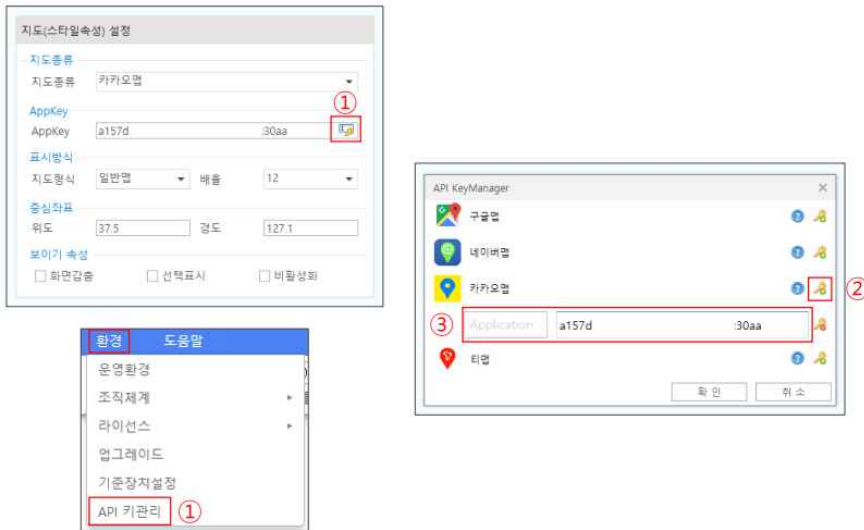 지도(스타일속성) 설정
지도종류
지도종류 카카오맵
①
AppKey
AppKey a157d :30aa
표시방식
지도형식 일반맵 배율 12
중심좌표
위도 37.5 경도 127.1
보이기 속성
화면감춤 선택표시 비활성화
환경 도움말
운영환경
조직체계
라이선스
업그레이드
기준장치설정
API 키관리 ①
API KeyManager
구글맵
네이버맵
카카오맵 ②
③ Application a157d :30aa
티맵
확인 취소